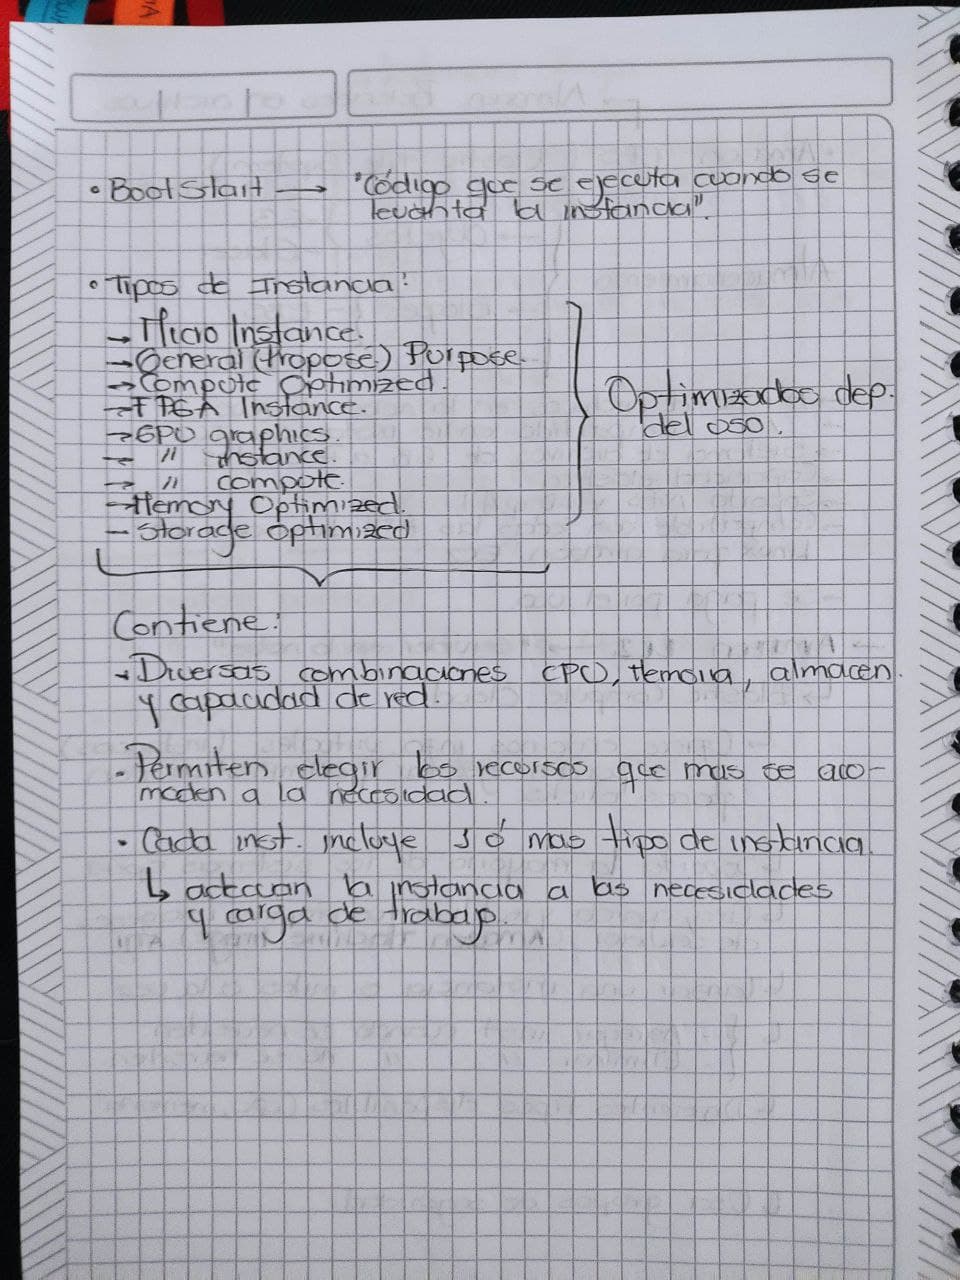 • BootStart → "Código que se ejecuta cuando se
levanta la instancia".
• Tipos de Instancia:
→ Micro Instance.
→ General (Propose) Purpose.
→ Compute Optimized.
→ FPGA Instance.
→ GPU graphics.
→ " instance.
→ " compute.
→ Memory Optimized.
– Storage Optimized
Optimizados dep.
del uso.
Contiene:
→ Diversas combinaciones CPU, Memoria, almacen.
y capacidad de red.
• Permiten elegir los recursos que mas se aco-
moden a la necesidad.
• Cada inst. incluye 1 ó mas tipo de instancia.
↳ adecuan la instancia a las necesidades
y carga de trabajo.